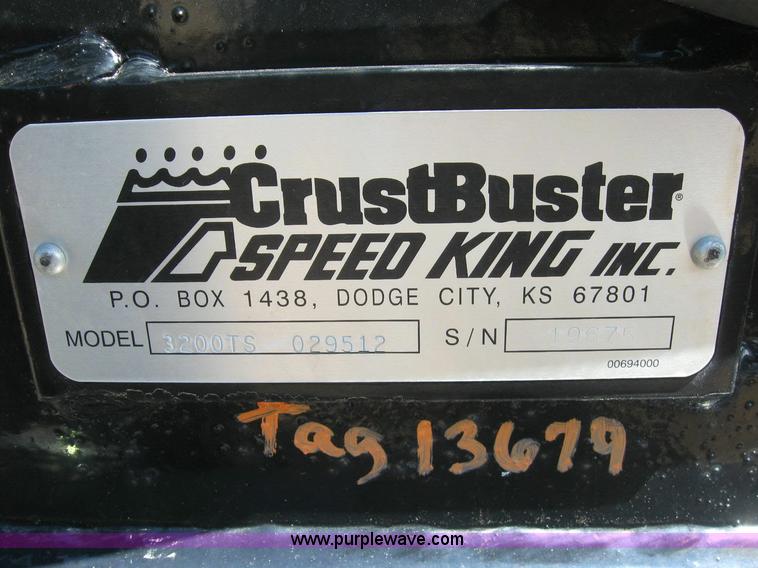 CrustBuster®
SPEED KING INC.
P.O. BOX 1438, DODGE CITY, KS 67801
MODEL 3200TS 029512 S/N 19675
00694000
Tag 13679
www.purplewave.com